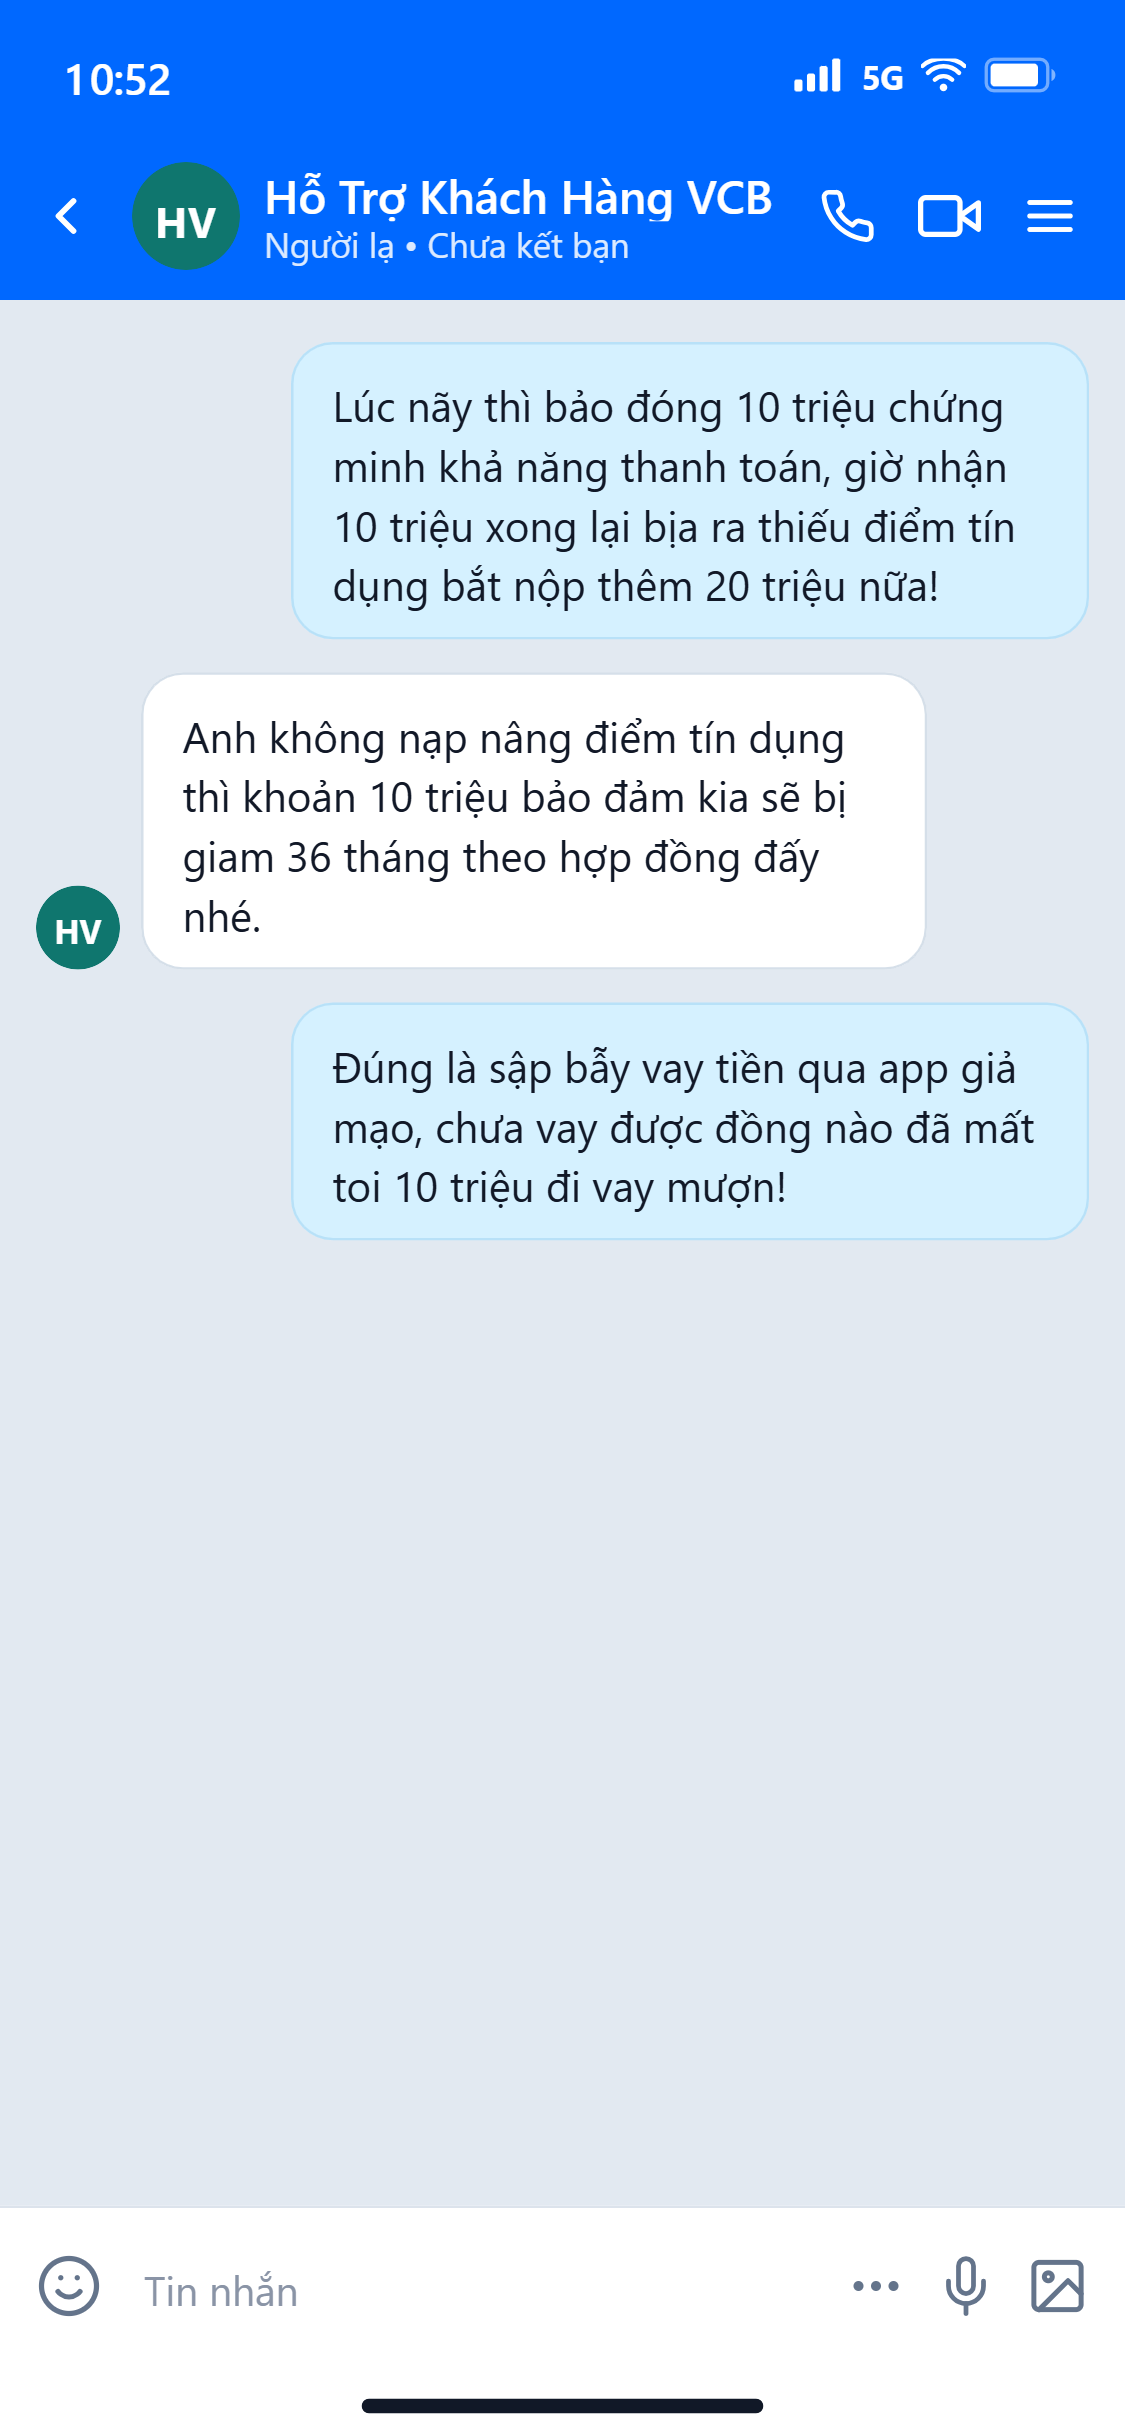 10:52
5G
HV
Hỗ Trợ Khách Hàng VCB
Người lạ • Chưa kết bạn
Lúc nãy thì bảo đóng 10 triệu chứng
minh khả năng thanh toán, giờ nhận
10 triệu xong lại bịa ra thiếu điểm tín
dụng bắt nộp thêm 20 triệu nữa!
Anh không nạp nâng điểm tín dụng
thì khoản 10 triệu bảo đảm kia sẽ bị
giam 36 tháng theo hợp đồng đấy
nhé.
HV
Đúng là sập bẫy vay tiền qua app giả
mạo, chưa vay được đồng nào đã mất
toi 10 triệu đi vay mượn!
Tin nhắn